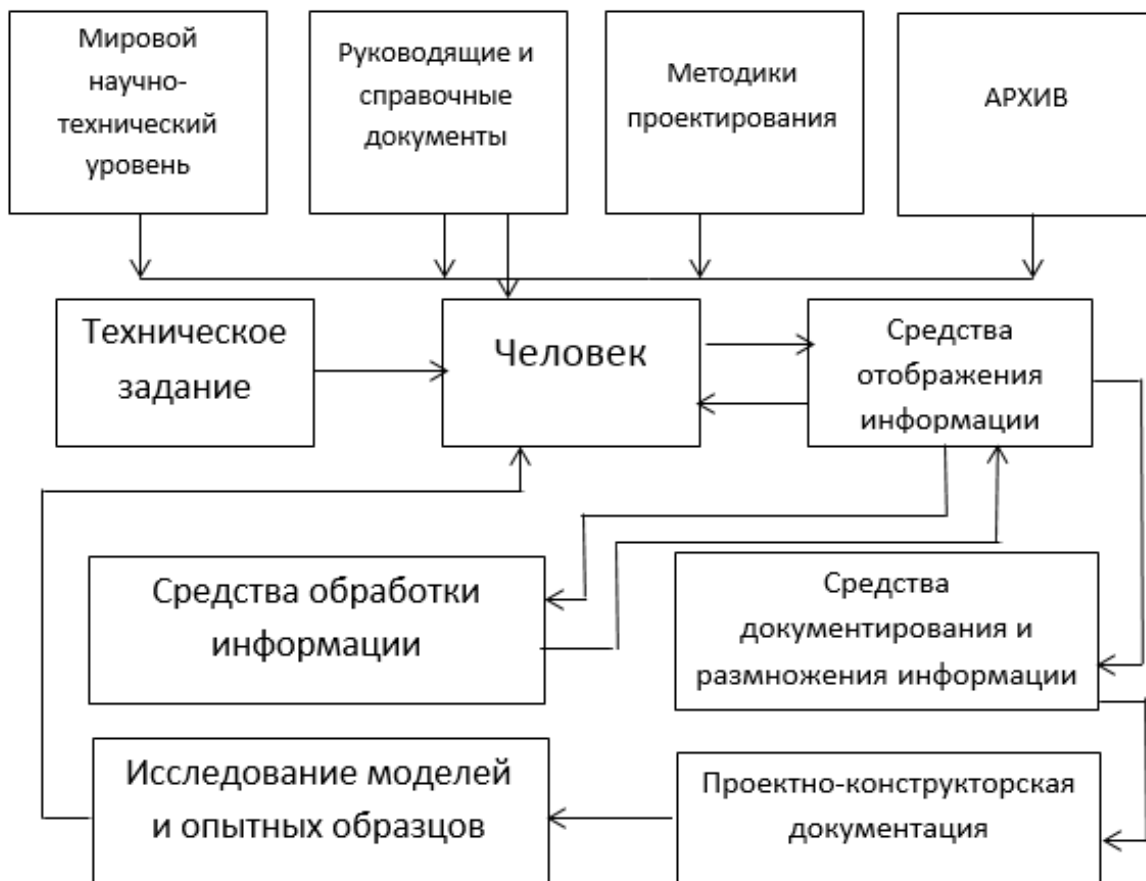 Мировой
научно-
технический
уровень
Руководящие и
справочные
документы
Методики
проектирования
АРХИВ
Техническое
задание
Человек
Средства
отображения
информации
Средства обработки
информации
Средства
документирования и
размножения информации
Исследование моделей
и опытных образцов
Проектно-конструкторская
документация